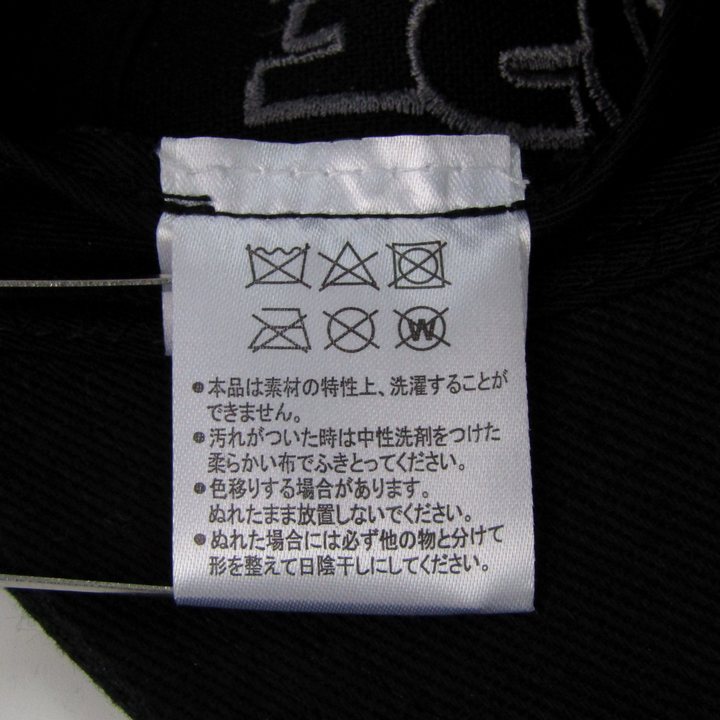 W
●本品は素材の特性上、洗濯することが
できません。
●汚れがついた時は中性洗剤をつけた
柔らかい布でふきとってください。
●色移りする場合があります。
ぬれたまま放置しないでください。
●ぬれた場合には必ず他の物と分けて
形を整えて日陰干しにしてください。